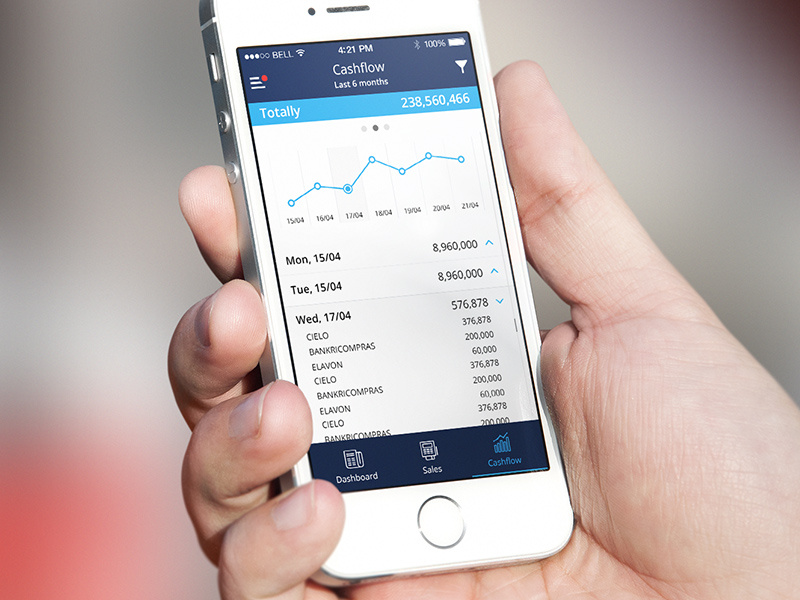 BELL 4:21 PM 100%
Cashflow
Last 6 months
Totally 238,560,466
15/04 16/04 17/04 18/04 19/04 20/04 21/04
Mon, 15/04 8,960,000
Tue, 15/04 8,960,000
Wed, 17/04 576,878
CIELO 376,878
BANKRICOMPRAS 200,000
ELAVON 60,000
CIELO 376,878
BANKRICOMPRAS 200,000
ELAVON 60,000
CIELO 376,878
BANKRICOMPRAS 200,000
Dashboard Sales Cashflow